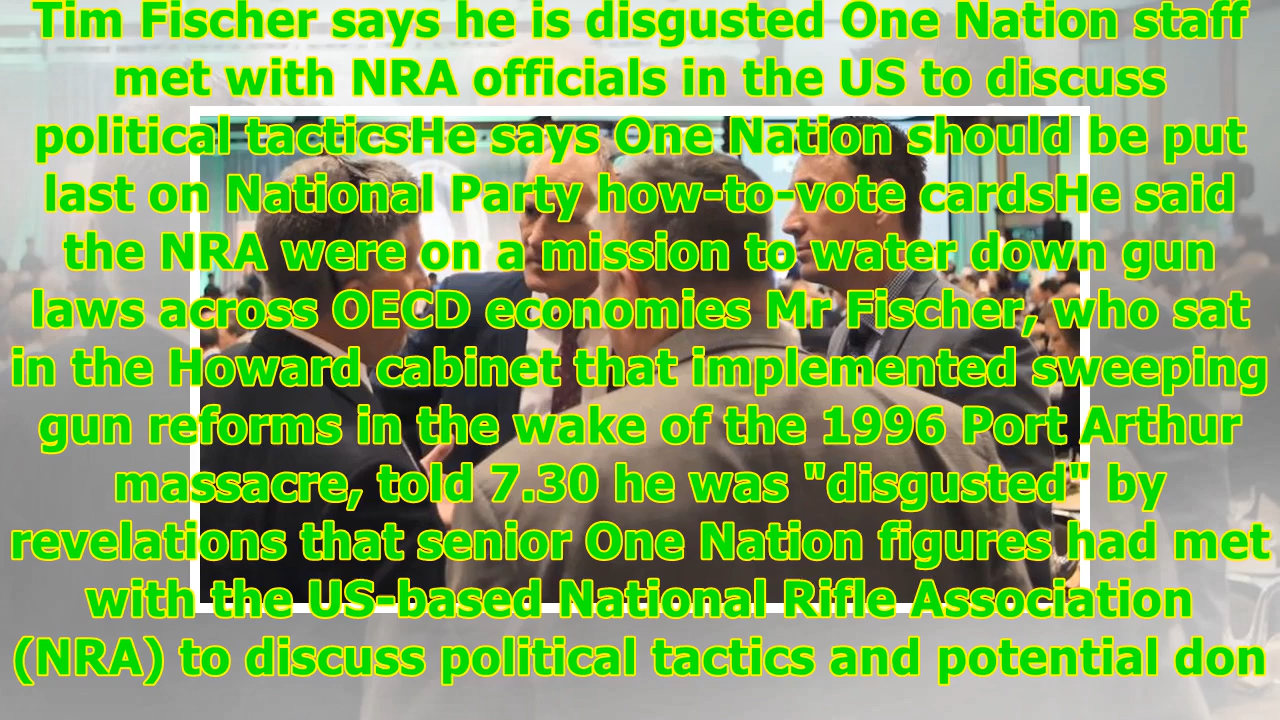 Tim Fischer says he is disgusted One Nation staff
met with NRA officials in the US to discuss
political tacticsHe says One Nation should be put
last on National Party how-to-vote cardsHe said
the NRA were on a mission to water down gun
laws across OECD economies Mr Fischer, who sat
in the Howard cabinet that implemented sweeping
gun reforms in the wake of the 1996 Port Arthur
massacre, told 7.30 he was "disgusted" by
revelations that senior One Nation figures had met
with the US-based National Rifle Association
(NRA) to discuss political tactics and potential don